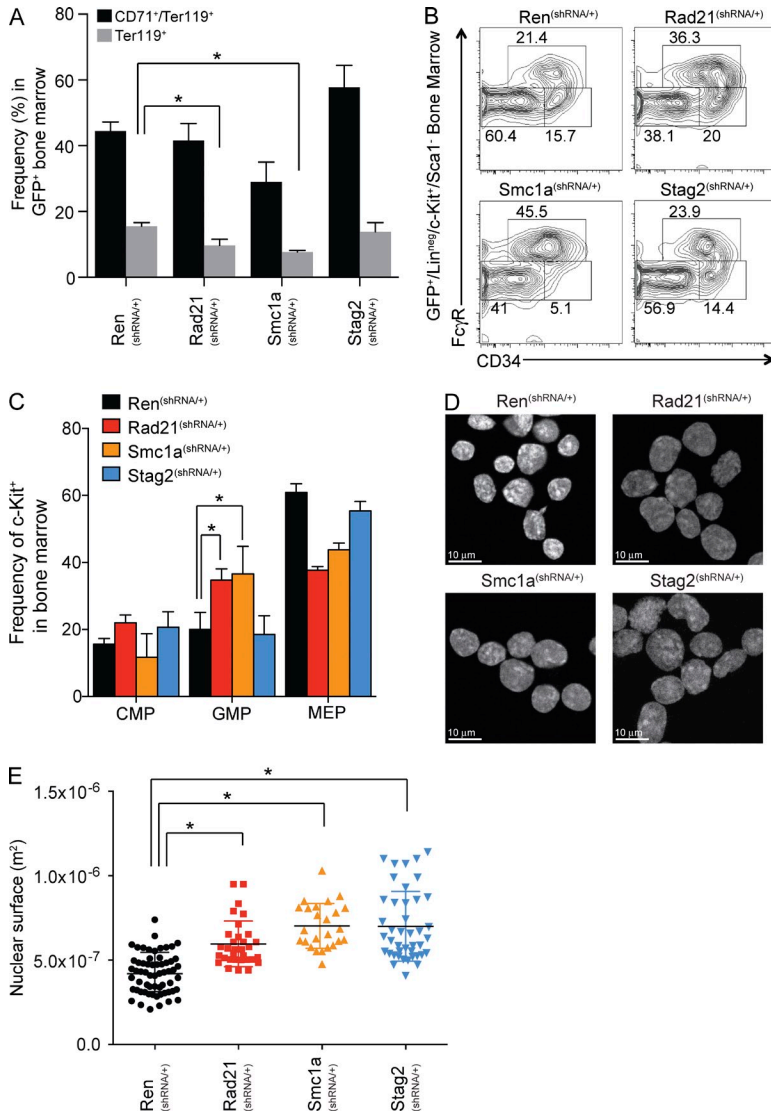 A
CD71⁺/Ter119⁺
Ter119⁺
Frequency (%) in
GFP⁺ bone marrow
80
60
40
20
0
*
*
Ren
(shRNA/+)
Rad21
(shRNA/+)
Smc1a
(shRNA/+)
Stag2
(shRNA/+)
B
GFP⁺/Linⁿᵉᵍ/c-Kit⁺/Sca1⁻ Bone Marrow
FcγR
CD34
Ren(shRNA/+)
21.4
60.4
15.7
Rad21(shRNA/+)
36.3
38.1
20
Smc1a(shRNA/+)
45.5
41
5.1
Stag2(shRNA/+)
23.9
56.9
14.4
C
Ren(shRNA/+)
Rad21(shRNA/+)
Smc1a(shRNA/+)
Stag2(shRNA/+)
Frequency of c-Kit⁺
in bone marrow
80
60
40
20
0
*
*
CMP
GMP
MEP
D
Ren(shRNA/+)
10 µm
Rad21(shRNA/+)
10 µm
Smc1a(shRNA/+)
10 µm
Stag2(shRNA/+)
10 µm
E
Nuclear surface (m²)
1.5x10⁻⁶
1.0x10⁻⁶
5.0x10⁻⁷
0.0
*
*
*
Ren
(shRNA/+)
Rad21
(shRNA/+)
Smc1a
(shRNA/+)
Stag2
(shRNA/+)